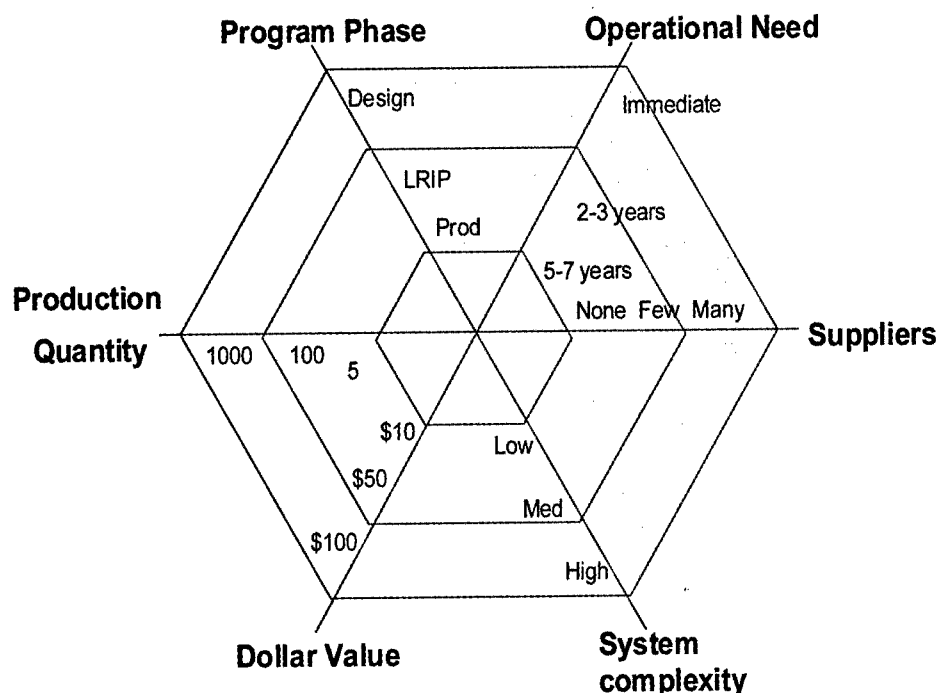 Program Phase
Operational Need
Design
Immediate
LRIP
2-3 years
Prod
5-7 years
Production
Quantity
None Few Many
Suppliers
1000
100
5
$10
Low
$50
Med
$100
High
Dollar Value
System
complexity